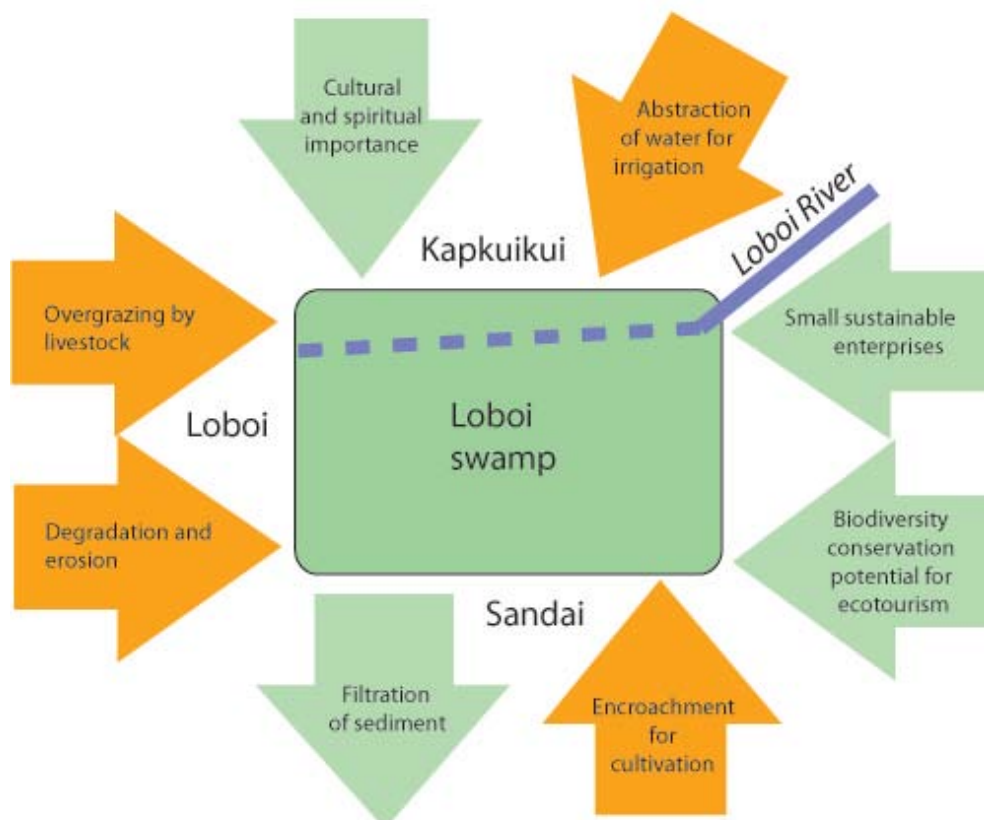 Cultural
and spiritual
importance
Abstraction
of water for
irrigation
Loboi River
Kapkuikui
Overgrazing by
livestock
Small sustainable
enterprises
Loboi
Loboi
swamp
Degradation and
erosion
Biodiversity
conservation
potential for
ecotourism
Sandai
Filtration
of sediment
Encroachment
for
cultivation